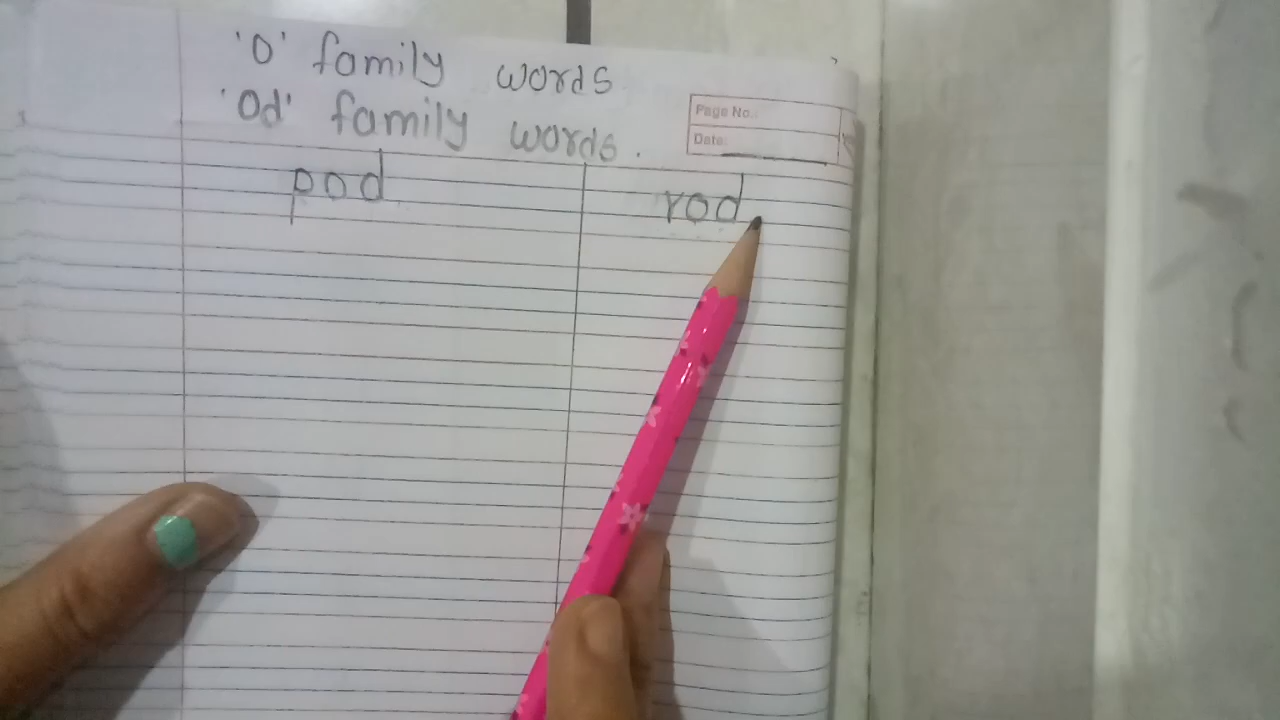 'O' family words
'Od' family words.
Page No.:
Date:
pod
rod